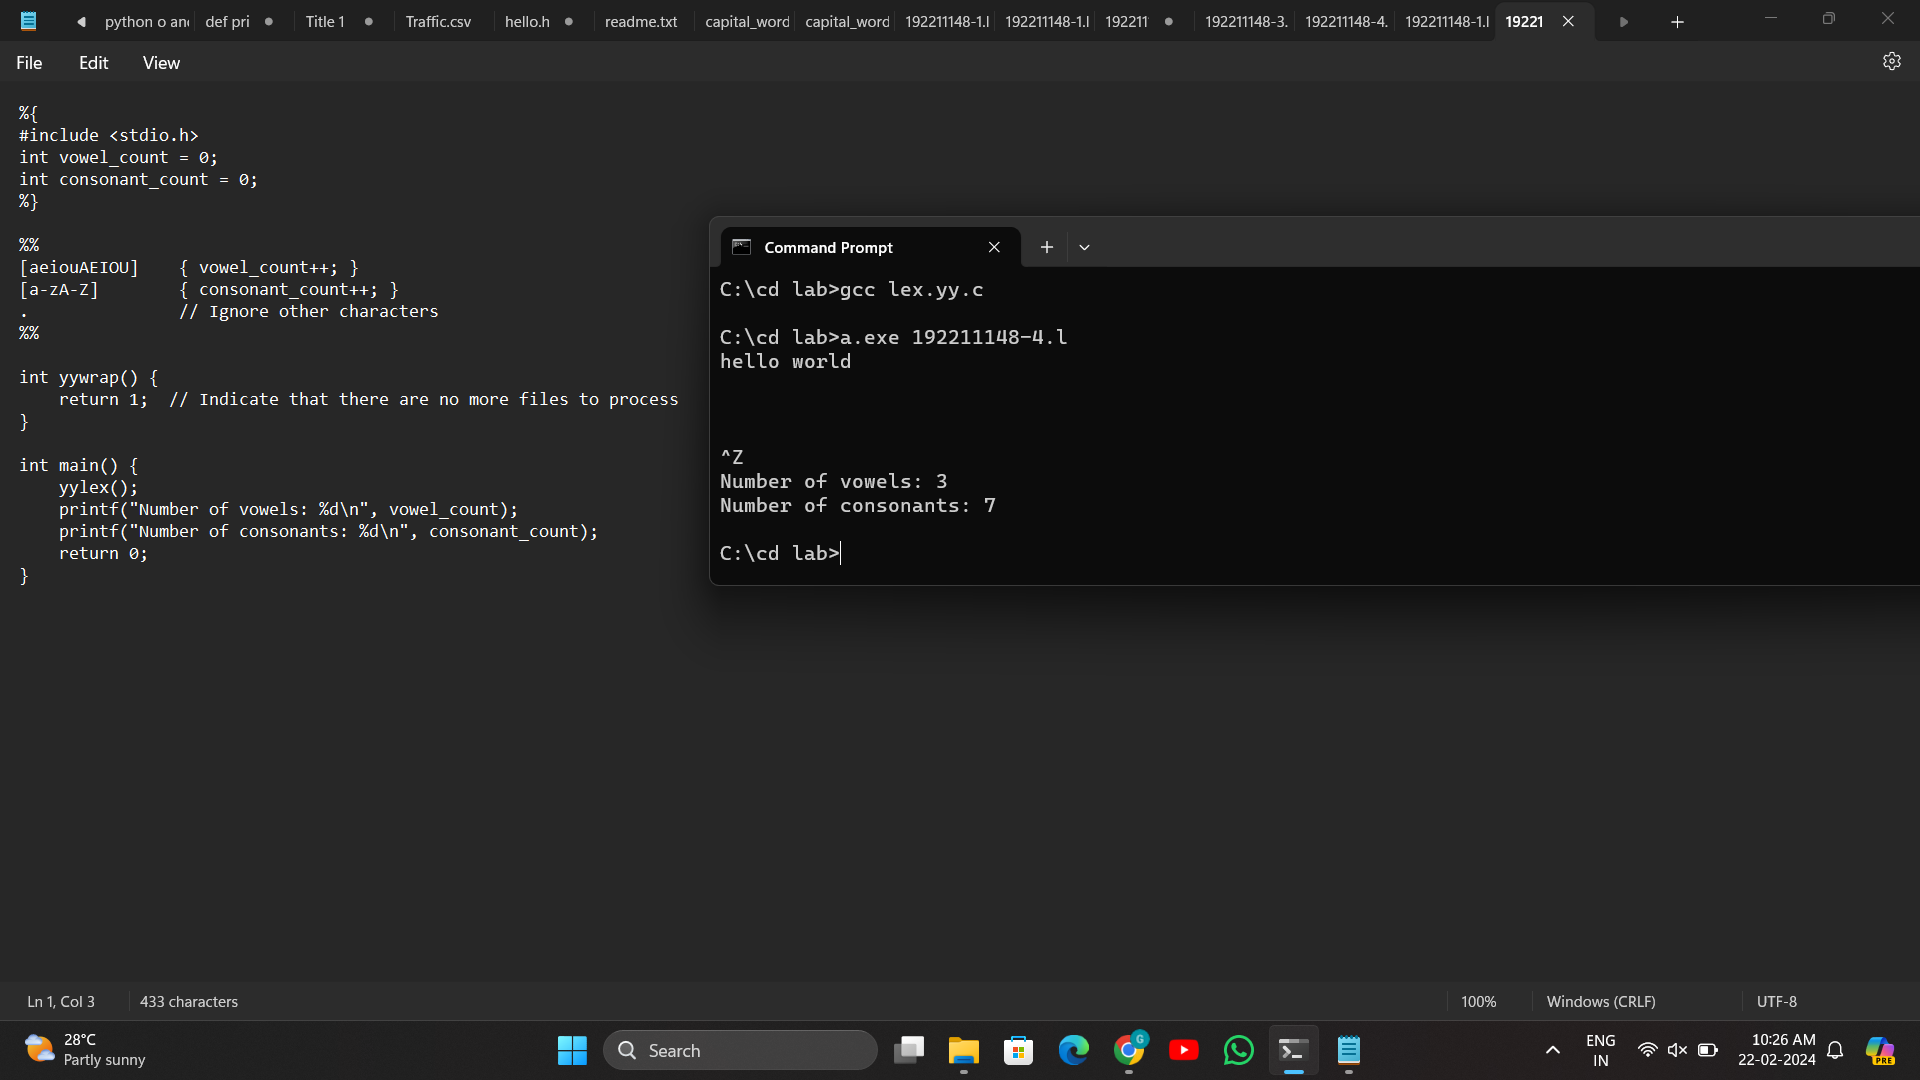 python o an
def pri
Title 1
Traffic.csv
hello.h
readme.txt
capital_word
capital_word
192211148-1.l
192211148-1.l
192211
192211148-3.
192211148-4.
192211148-1.l
19221
File
Edit
View
%{
#include <stdio.h>
int vowel_count = 0;
int consonant_count = 0;
%}
%%
[aeiouAEIOU]    { vowel_count++; }
[a-zA-Z]        { consonant_count++; }
.               // Ignore other characters
%%
int yywrap() {
    return 1;  // Indicate that there are no more files to process
}
int main() {
    yylex();
    printf("Number of vowels: %d\n", vowel_count);
    printf("Number of consonants: %d\n", consonant_count);
    return 0;
}
Command Prompt
C:\cd lab>gcc lex.yy.c
C:\cd lab>a.exe 192211148-4.l
hello world
^Z
Number of vowels: 3
Number of consonants: 7
C:\cd lab>
Ln 1, Col 3
433 characters
100%
Windows (CRLF)
UTF-8
28°C
Partly sunny
Search
G
ENG
IN
10:26 AM
22-02-2024
PRE